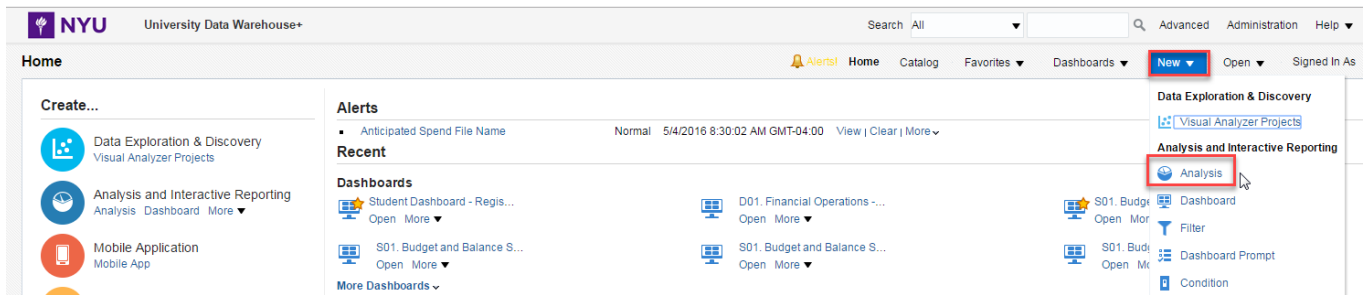 NYU University Data Warehouse+ Search All Advanced Administration Help
Home Alerts! Home Catalog Favorites Dashboards New Open Signed In As
Create...
Data Exploration & Discovery
Visual Analyzer Projects
Analysis and Interactive Reporting
Analysis Dashboard More
Mobile Application
Mobile App
Alerts
Anticipated Spend File Name Normal 5/4/2016 8:30:02 AM GMT-04:00 View | Clear | More
Recent
Dashboards
Student Dashboard - Regis...
Open More
D01. Financial Operations -...
Open More
S01. Budge
Open Mor
S01. Budget and Balance S...
Open More
S01. Budget and Balance S...
Open More
S01. Budg
Open Mo
More Dashboards
Data Exploration & Discovery
Visual Analyzer Projects
Analysis and Interactive Reporting
Analysis
Dashboard
Filter
Dashboard Prompt
Condition